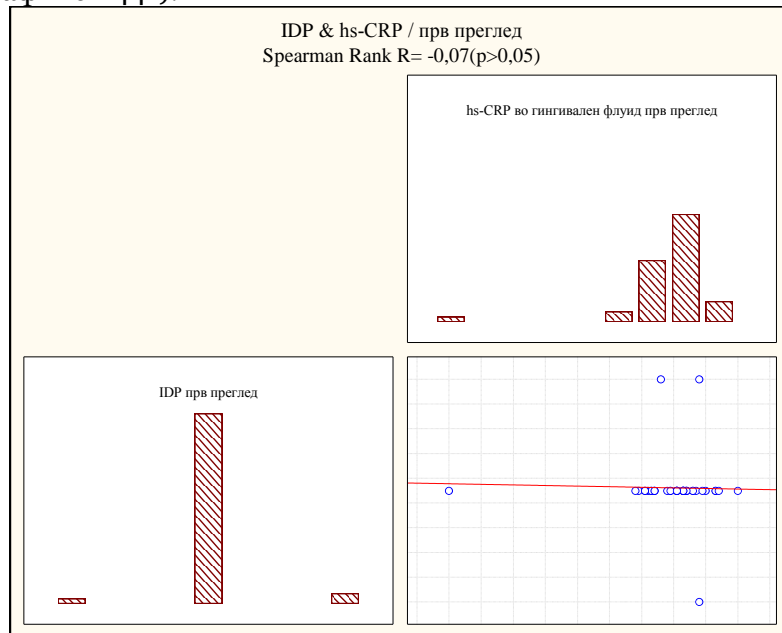 IDP & hs-CRP / прв преглед
Spearman Rank R= -0,07(p>0,05)
hs-CRP во гингивален флуид прв преглед
IDP прв преглед